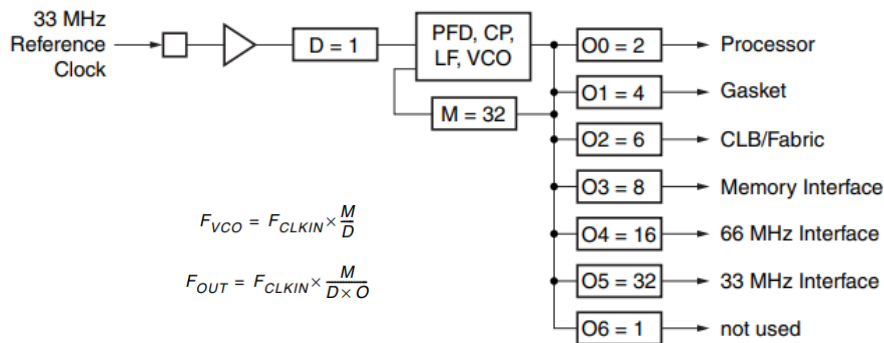 33 MHz
Reference
Clock
D = 1
PFD, CP,
LF, VCO
M = 32
O0 = 2
Processor
O1 = 4
Gasket
O2 = 6
CLB/Fabric
O3 = 8
Memory Interface
O4 = 16
66 MHz Interface
O5 = 32
33 MHz Interface
O6 = 1
not used
F_VCO = F_CLKIN × M/D
F_OUT = F_CLKIN × M/(D × O)